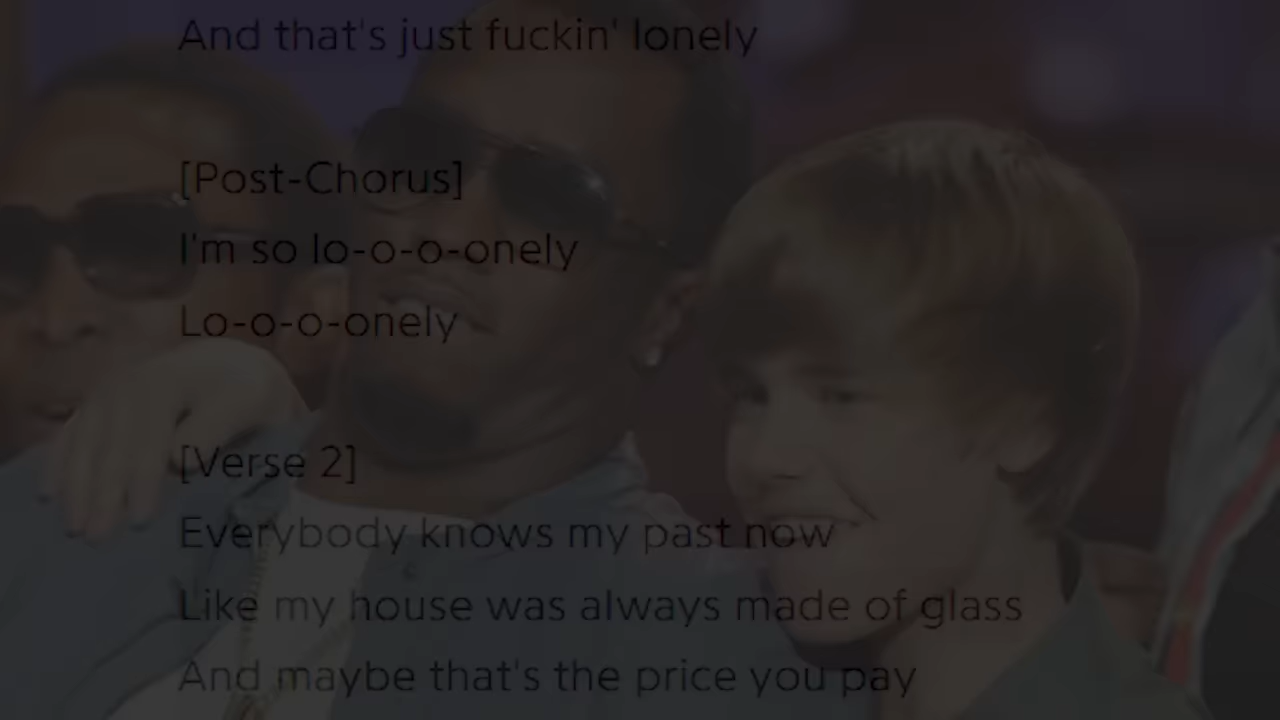 And that's just fuckin' lonely
[Post-Chorus]
I'm so lo-o-o-onely
Lo-o-o-onely
[Verse 2]
Everybody knows my past now
Like my house was always made of glass
And maybe that's the price you pay